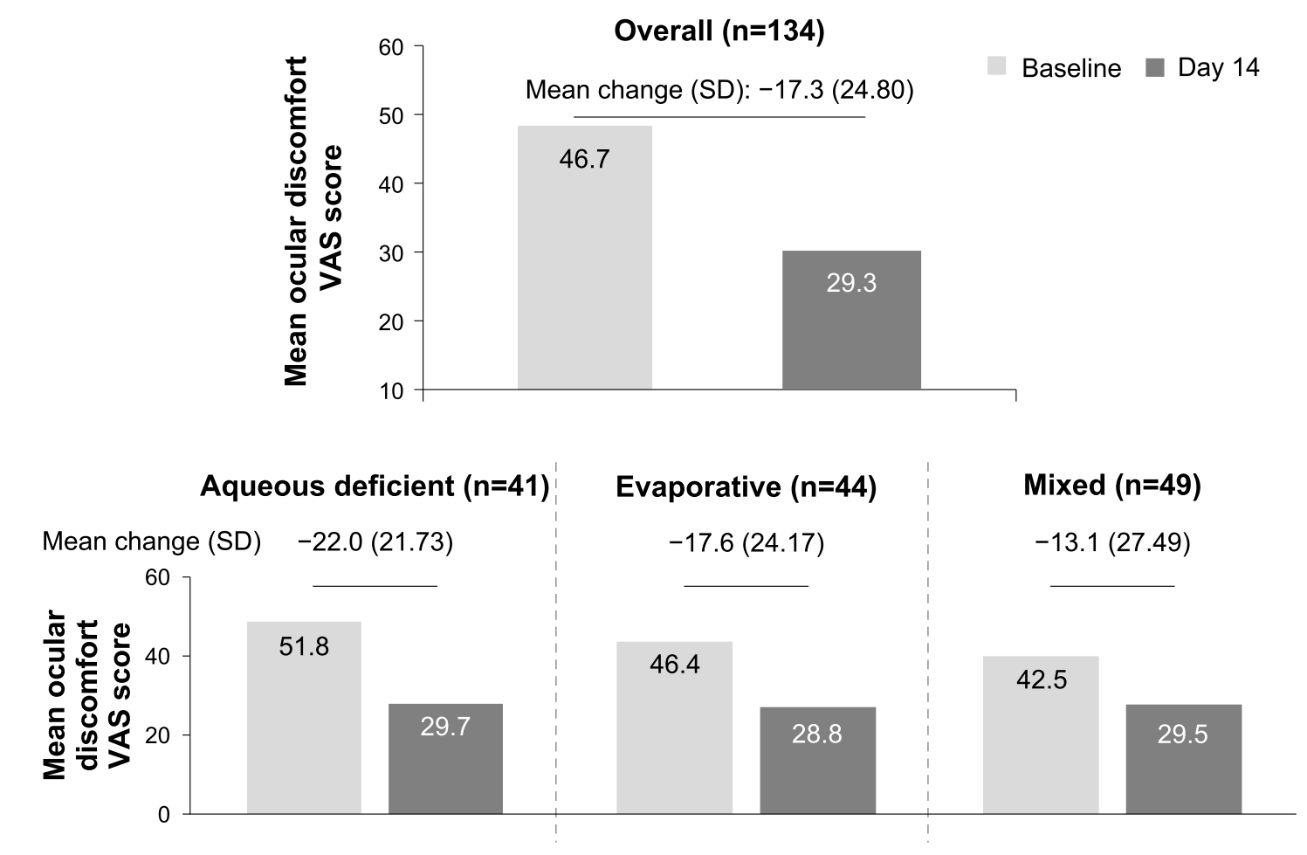 Overall (n=134)
Baseline
Day 14
Mean change (SD): −17.3 (24.80)
Mean ocular discomfort
VAS score
60
50
40
30
20
10
46.7
29.3
Aqueous deficient (n=41)
Evaporative (n=44)
Mixed (n=49)
Mean change (SD)
−22.0 (21.73)
−17.6 (24.17)
−13.1 (27.49)
Mean ocular
discomfort
VAS score
60
40
20
0
51.8
29.7
46.4
28.8
42.5
29.5